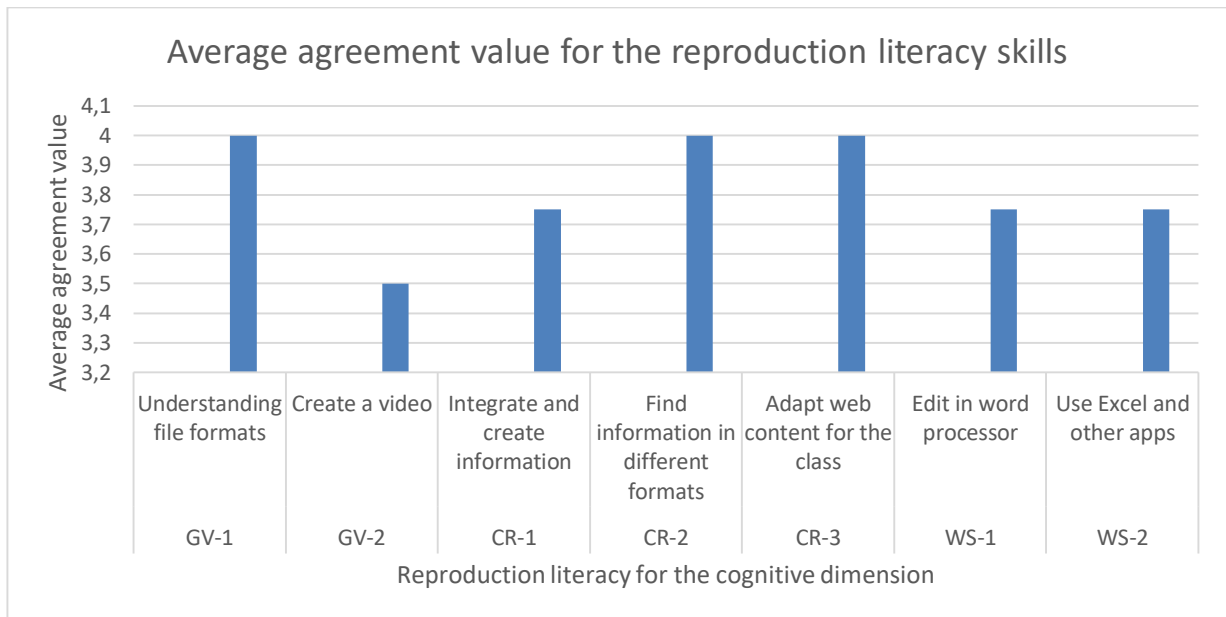 Average agreement value for the reproduction literacy skills
Average agreement value
4,1
4
3,9
3,8
3,7
3,6
3,5
3,4
3,3
3,2
Understanding
file formats
Create a video
Integrate and
create
information
Find
information in
different
formats
Adapt web
content for the
class
Edit in word
processor
Use Excel and
other apps
GV-1
GV-2
CR-1
CR-2
CR-3
WS-1
WS-2
Reproduction literacy for the cognitive dimension